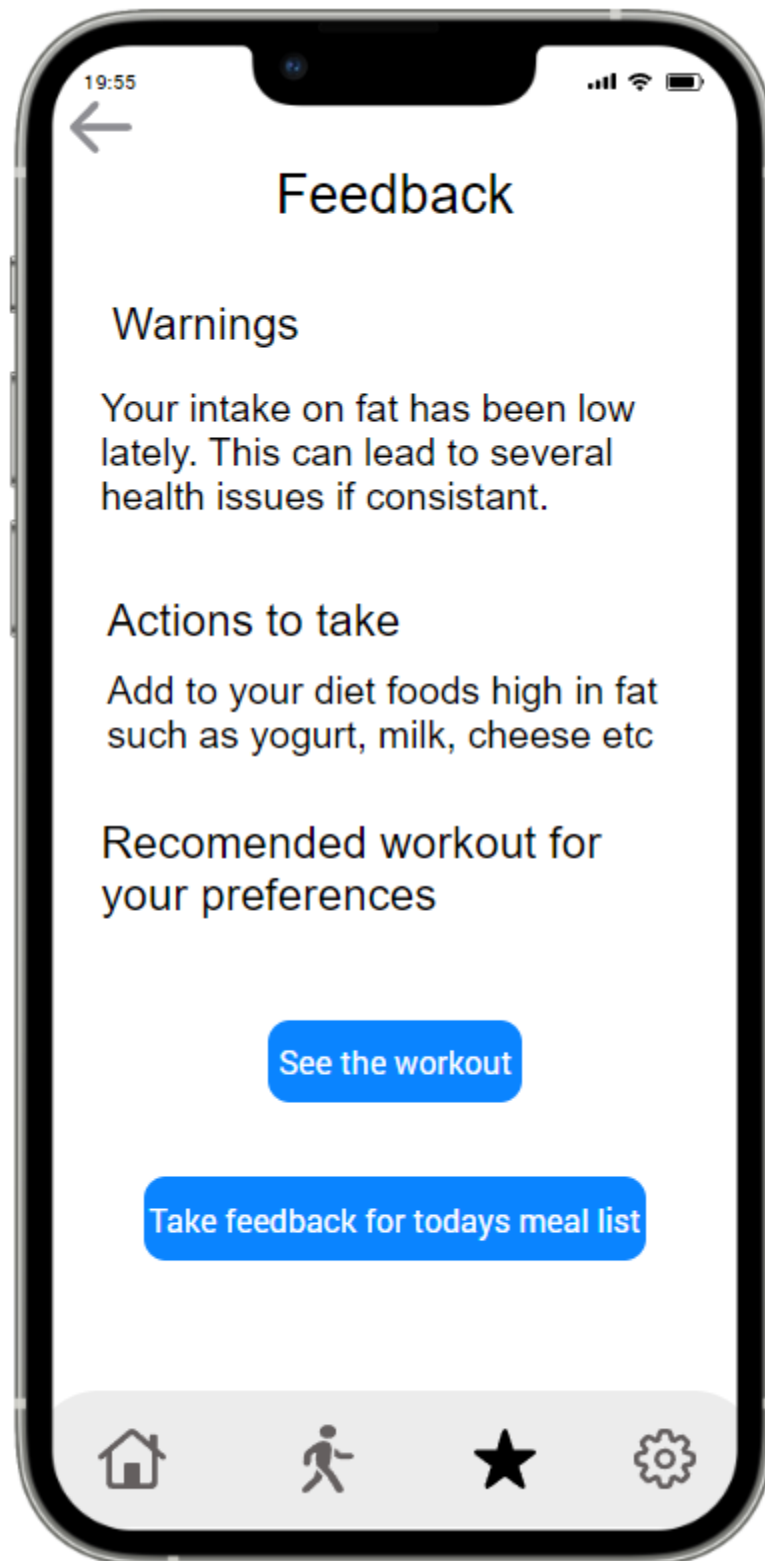 19:55
Feedback
Warnings
Your intake on fat has been low
lately. This can lead to several
health issues if consistant.
Actions to take
Add to your diet foods high in fat
such as yogurt, milk, cheese etc
Recomended workout for
your preferences
See the workout
Take feedback for todays meal list